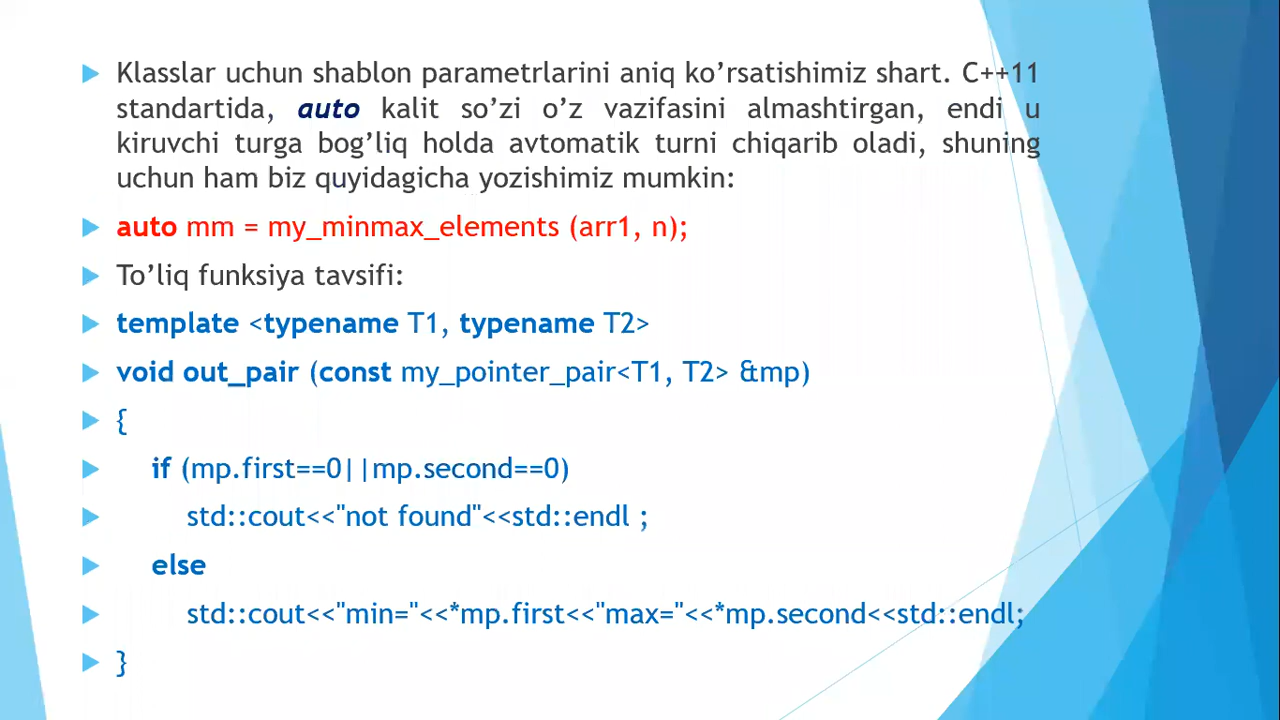 Klasslar uchun shablon parametrlarini aniq ko’rsatishimiz shart. C++11
standartida, auto kalit so’zi o’z vazifasini almashtirgan, endi u
kiruvchi turga bog’liq holda avtomatik turni chiqarib oladi, shuning
uchun ham biz quyidagicha yozishimiz mumkin:
auto mm = my_minmax_elements (arr1, n);
To’liq funksiya tavsifi:
template <typename T1, typename T2>
void out_pair (const my_pointer_pair<T1, T2> &mp)
{
if (mp.first==0||mp.second==0)
std::cout<<"not found"<<std::endl ;
else
std::cout<<"min="<<*mp.first<<"max="<<*mp.second<<std::endl;
}